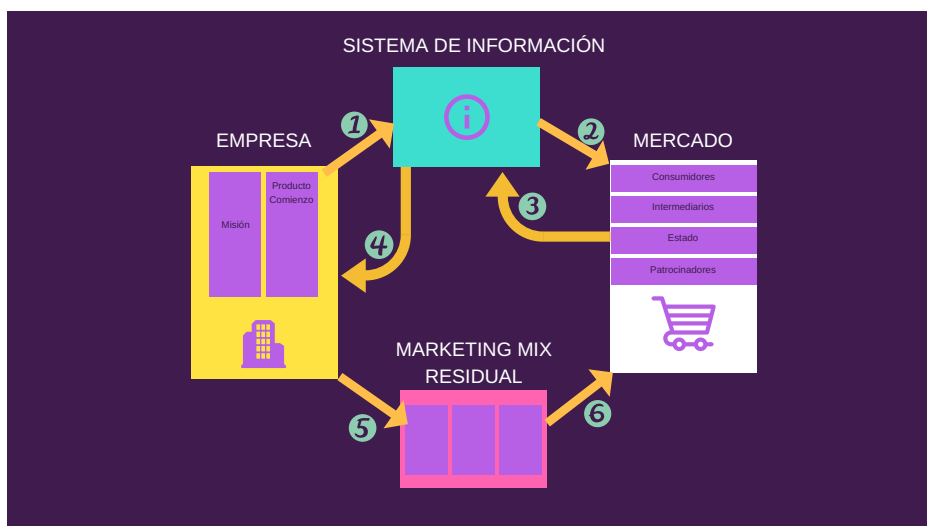 SISTEMA DE INFORMACIÓN
1
2
EMPRESA
MERCADO
Producto
Comienzo
Misión
Consumidores
Intermediarios
Estado
Patrocinadores
3
4
MARKETING MIX
RESIDUAL
5
6